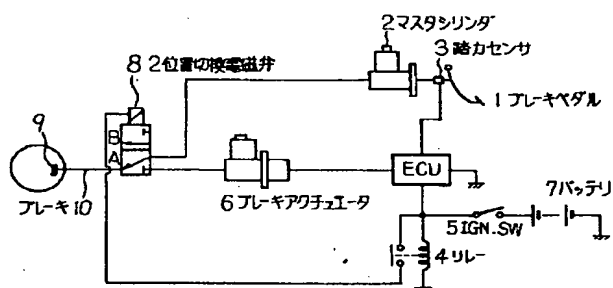 2マスタシリンダ
3踏力センサ
8 2位置切換電磁弁
1ブレーキペダル
B
A
9
ECU
ブレーキ10
6ブレーキアクチュエータ
7バッテリ
5IGN.SW
4リレー